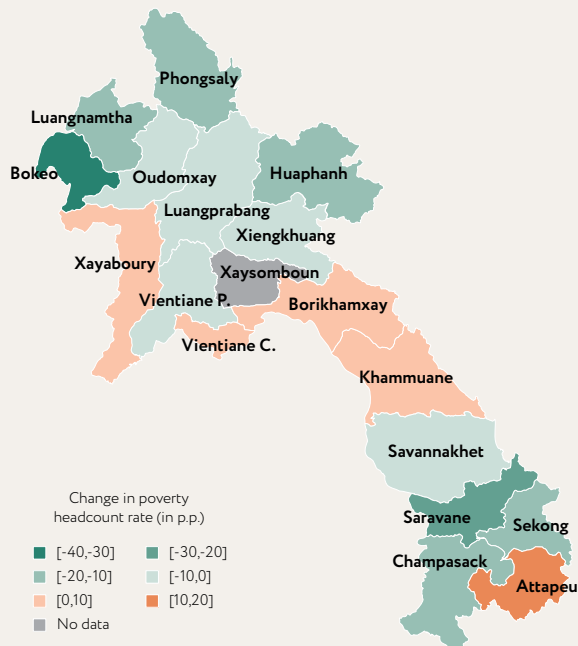 Phongsaly
Luangnamtha
Bokeo
Huaphanh
Oudomxay
Luangprabang
Xiengkhuang
Xayaboury
Xaysomboun
Vientiane P.
Borikhamxay
Vientiane C.
Khammuane
Savannakhet
Saravane
Sekong
Champasack
Attapeu
Change in poverty
headcount rate (in p.p.)
[-40,-30]
[-30,-20]
[-20,-10]
[-10,0]
[0,10]
[10,20]
No data